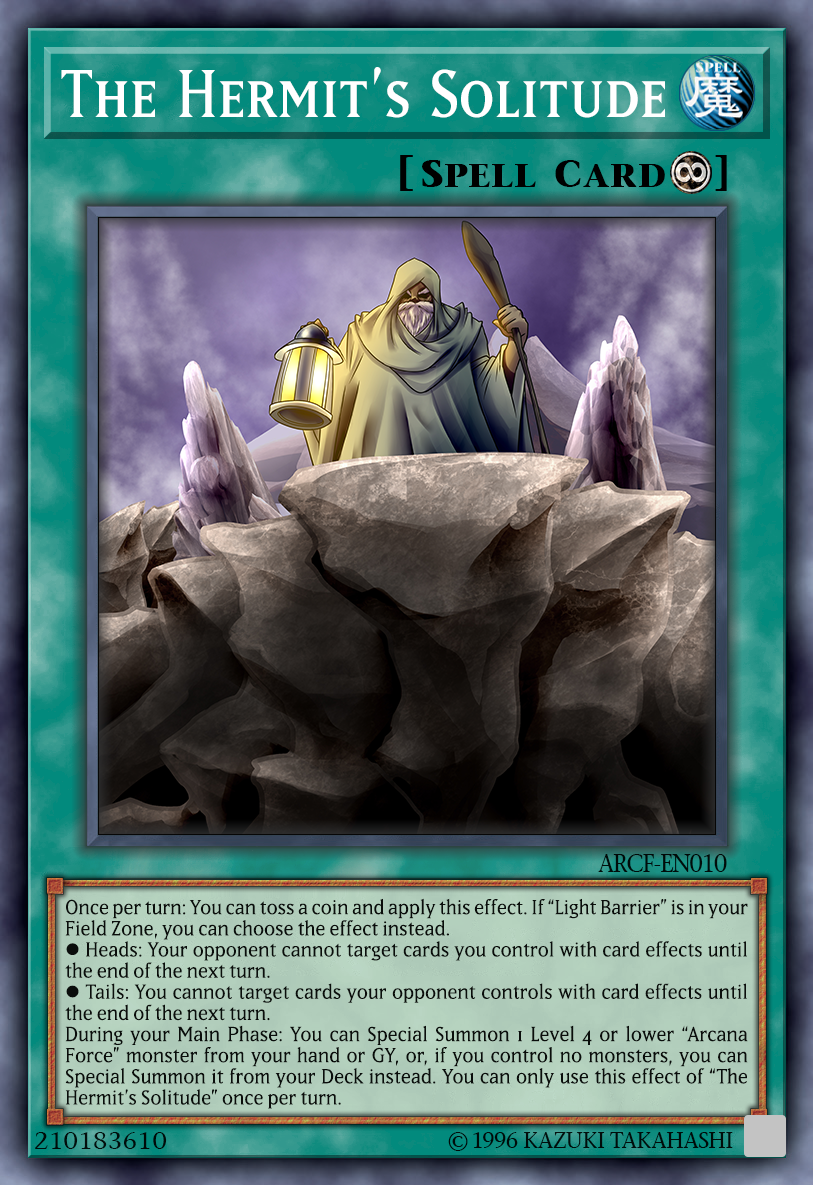 The Hermit's Solitude
SPELL
魔
[Spell Card∞]
ARCF-EN010
Once per turn: You can toss a coin and apply this effect. If “Light Barrier” is in your
Field Zone, you can choose the effect instead.
● Heads: Your opponent cannot target cards you control with card effects until
the end of the next turn.
● Tails: You cannot target cards your opponent controls with card effects until
the end of the next turn.
During your Main Phase: You can Special Summon 1 Level 4 or lower “Arcana
Force” monster from your hand or GY, or, if you control no monsters, you can
Special Summon it from your Deck instead. You can only use this effect of “The
Hermit's Solitude” once per turn.
210183610
© 1996 KAZUKI TAKAHASHI